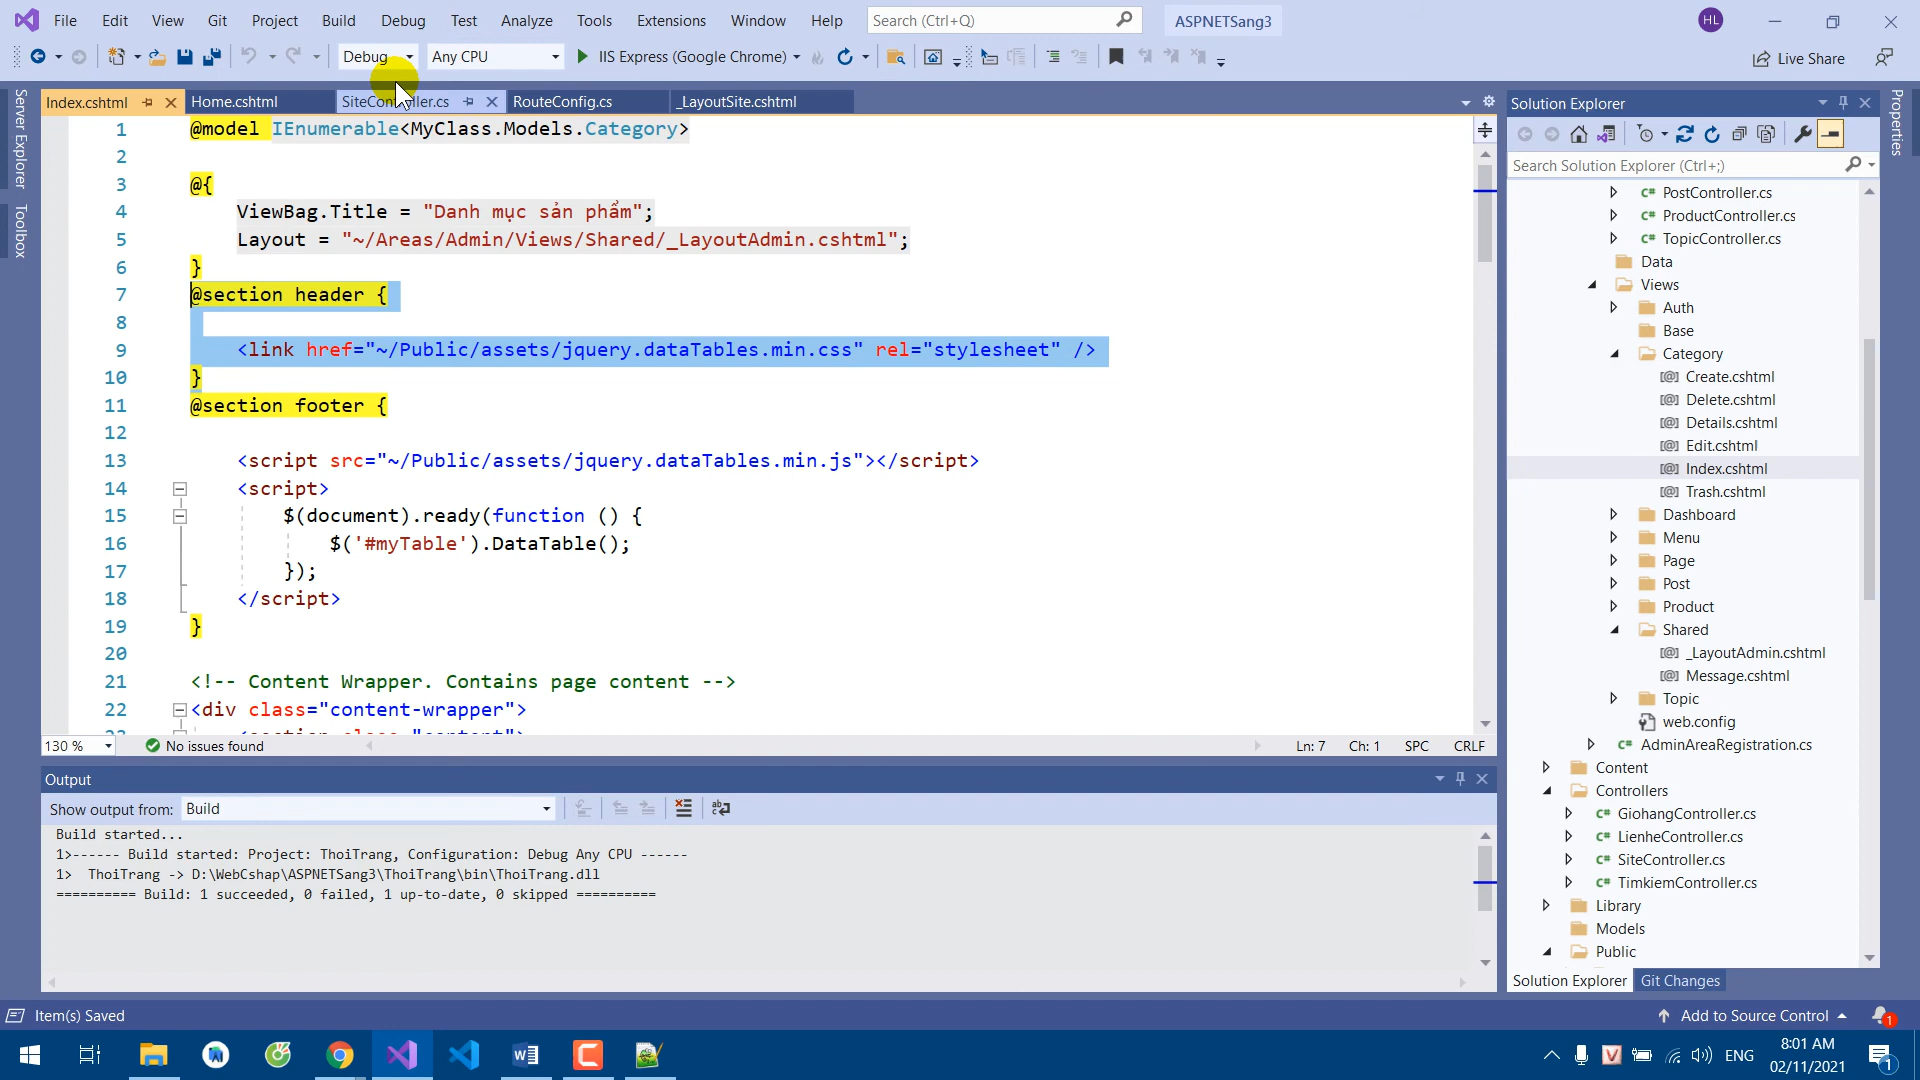 File Edit View Git Project Build Debug Test Analyze Tools Extensions Window Help Search (Ctrl+Q) ASPNETSang3 HL
Debug Any CPU IIS Express (Google Chrome) Live Share
Index.cshtml Home.cshtml SiteController.cs RouteConfig.cs _LayoutSite.cshtml
Server Explorer
Toolbox
1 @model IEnumerable<MyClass.Models.Category>
2
3 @{
4 ViewBag.Title = "Danh mục sản phẩm";
5 Layout = "~/Areas/Admin/Views/Shared/_LayoutAdmin.cshtml";
6 }
7 @section header {
8
9 <link href="~/Public/assets/jquery.dataTables.min.css" rel="stylesheet" />
10 }
11 @section footer {
12
13 <script src="~/Public/assets/jquery.dataTables.min.js"></script>
14 <script>
15 $(document).ready(function () {
16 $('#myTable').DataTable();
17 });
18 </script>
19 }
20
21 <!-- Content Wrapper. Contains page content -->
22 <div class="content-wrapper">
130 % No issues found Ln: 7 Ch: 1 SPC CRLF
Output
Show output from: Build
Build started...
1>------ Build started: Project: ThoiTrang, Configuration: Debug Any CPU ------
1> ThoiTrang -> D:\WebCshap\ASPNETSang3\ThoiTrang\bin\ThoiTrang.dll
========== Build: 1 succeeded, 0 failed, 1 up-to-date, 0 skipped ==========
Solution Explorer
Search Solution Explorer (Ctrl+;)
C# PostController.cs
C# ProductController.cs
C# TopicController.cs
Data
Views
Auth
Base
Category
[@] Create.cshtml
[@] Delete.cshtml
[@] Details.cshtml
[@] Edit.cshtml
[@] Index.cshtml
[@] Trash.cshtml
Dashboard
Menu
Page
Post
Product
Shared
[@] _LayoutAdmin.cshtml
[@] Message.cshtml
Topic
web.config
C# AdminAreaRegistration.cs
Content
Controllers
C# GiohangController.cs
C# LienheController.cs
C# SiteController.cs
C# TimkiemController.cs
Library
Models
Public
Solution Explorer Git Changes
Properties
Item(s) Saved Add to Source Control 1
ENG 8:01 AM
02/11/2021 1